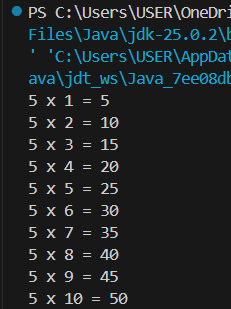 PS C:\Users\USER\OneDri
Files\Java\jdk-25.0.2\b
' 'C:\Users\USER\AppDat
ava\jdt_ws\Java_7ee08db
5 x 1 = 5
5 x 2 = 10
5 x 3 = 15
5 x 4 = 20
5 x 5 = 25
5 x 6 = 30
5 x 7 = 35
5 x 8 = 40
5 x 9 = 45
5 x 10 = 50